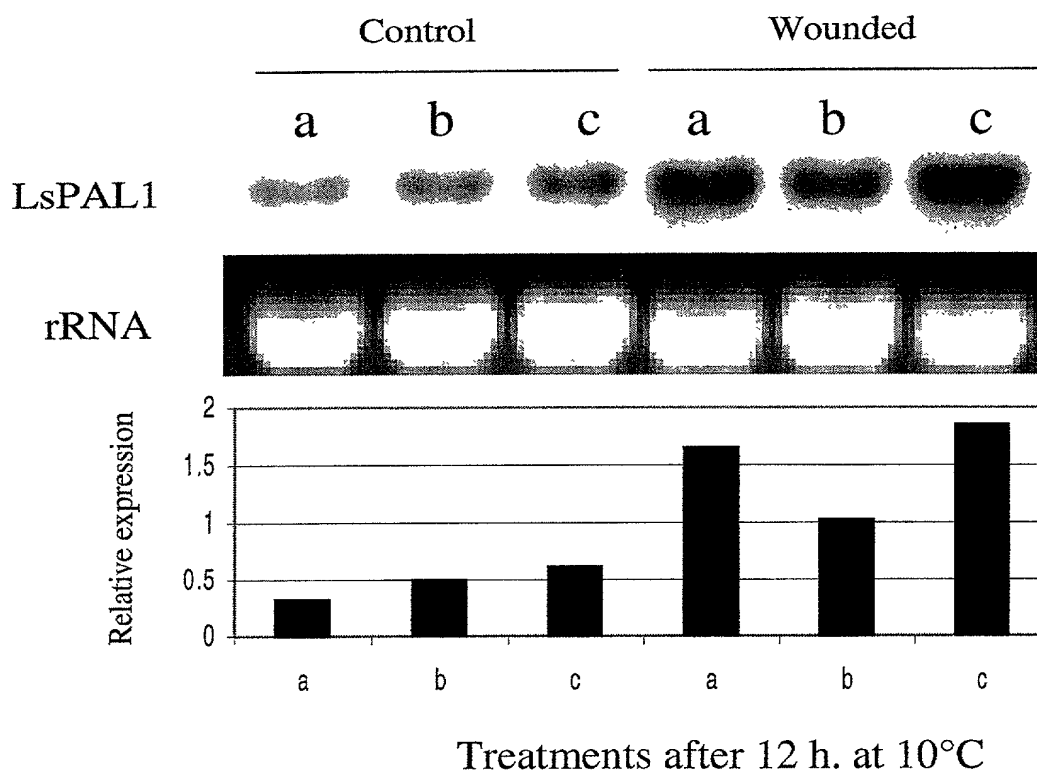 Control Wounded
a b c a b c
LsPAL1
rRNA
Relative expression
2
1.5
1
0.5
0
a b c a b c
Treatments after 12 h. at 10°C